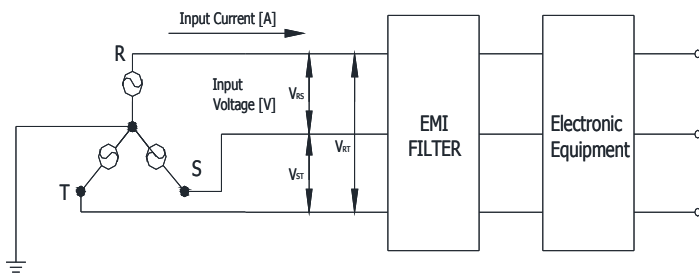 Input Current [A]
R
Input
Voltage [V]
VRS
EMI
FILTER
Electronic
Equipment
VRT
S
VST
T